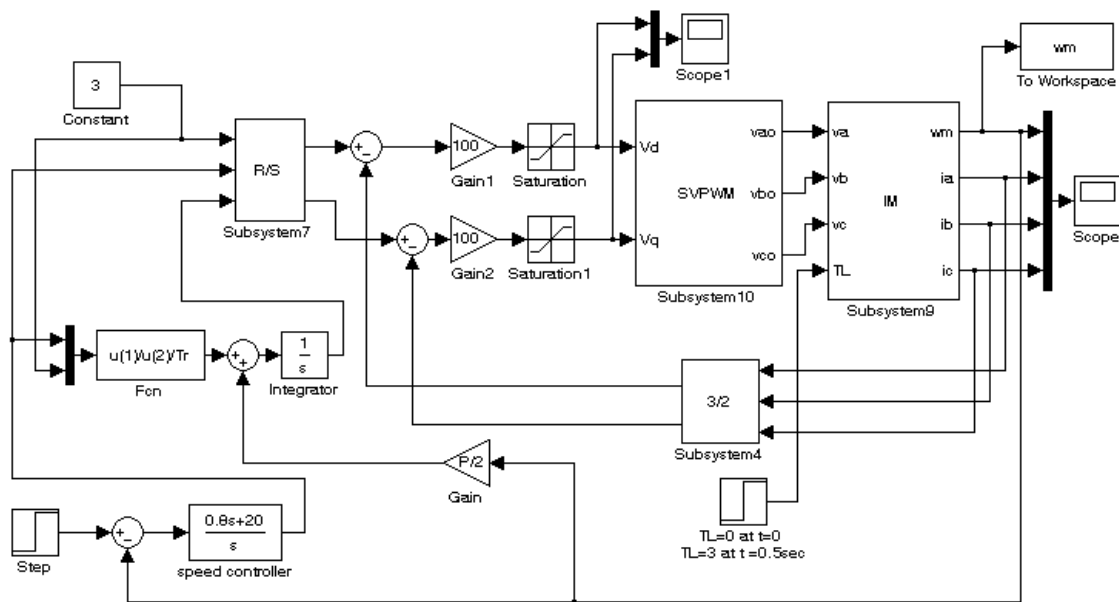 wm
To Workspace
Scope1
3
Constant
R/S
Subsystem7
+
−
100
Gain1
Saturation
+
−
100
Gain2
Saturation1
Vd
Vq
SVPWM
vao
vbo
vco
Subsystem10
va
vb
vc
TL
IM
wm
ia
ib
ic
Subsystem9
Scope
u(1)/u(2)/Tr
Fcn
+
+
1
s
Integrator
3/2
Subsystem4
P/2
Gain
Step
+
−
0.8s+20
s
speed controller
TL=0 at t=0
TL=3 at t =0.5sec